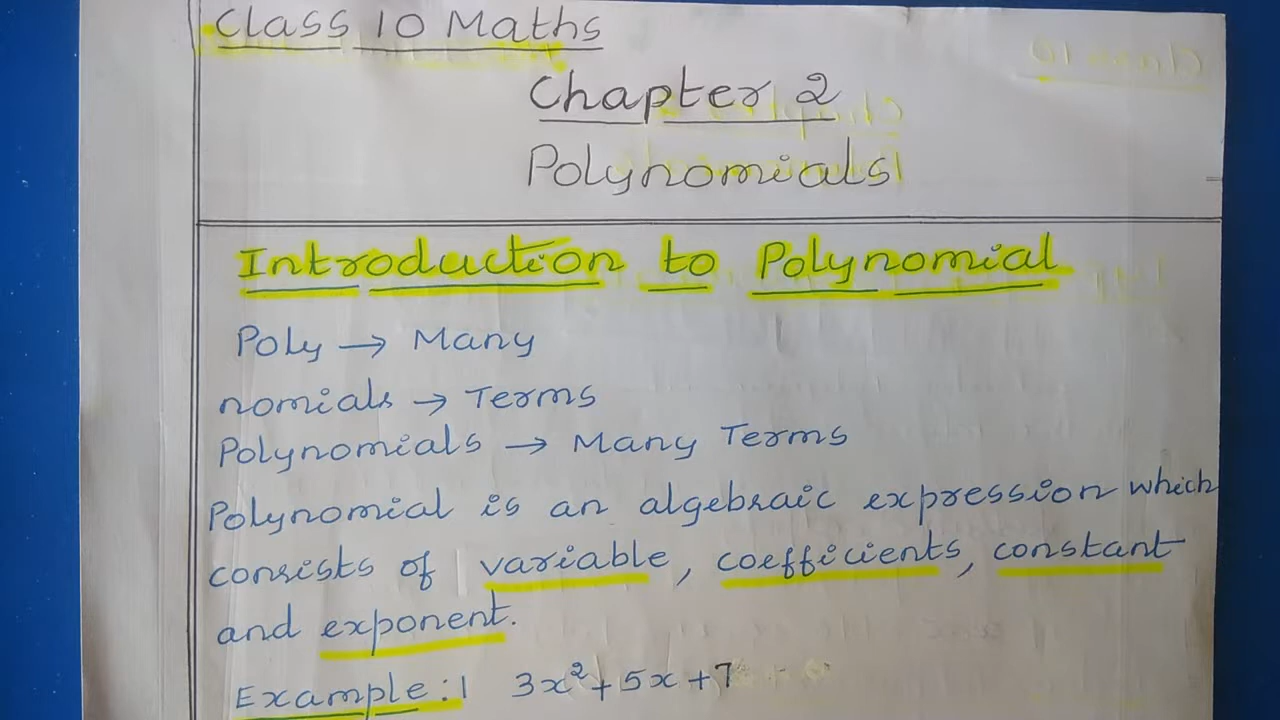 Class 10 Maths
Chapter 2
Polynomials
Introduction to Polynomial
Poly → Many
nomials → Terms
Polynomials → Many Terms
Polynomial is an algebraic expression which
consists of variable, coefficients, constant
and exponent.
Example:1 3x²+5x+7